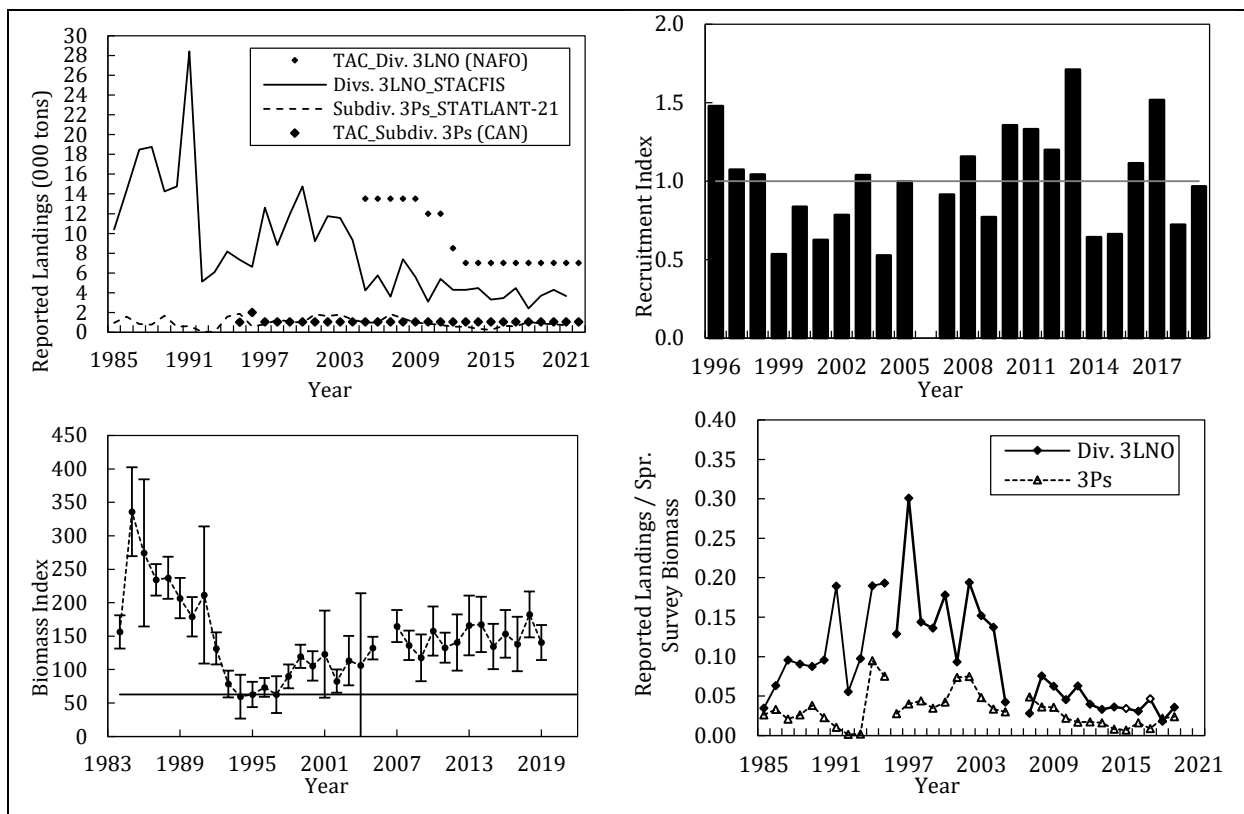 30
28
26
24
22
20
18
16
14
12
10
8
6
4
2
0
Reported Landings (000 tons)
TAC_Div. 3LNO (NAFO)
Divs. 3LNO_STACFIS
Subdiv. 3Ps_STATLANT-21
TAC_Subdiv. 3Ps (CAN)
1985 1991 1997 2003 2009 2015 2021
Year
2.0
1.5
1.0
0.5
0.0
Recruitment Index
1996 1999 2002 2005 2008 2011 2014 2017
Year
450
400
350
300
250
200
150
100
50
0
Biomass Index
1983 1989 1995 2001 2007 2013 2019
Year
0.40
0.35
0.30
0.25
0.20
0.15
0.10
0.05
0.00
Reported Landings / Spr.
Survey Biomass
Div. 3LNO
3Ps
1985 1991 1997 2003 2009 2015 2021
Year